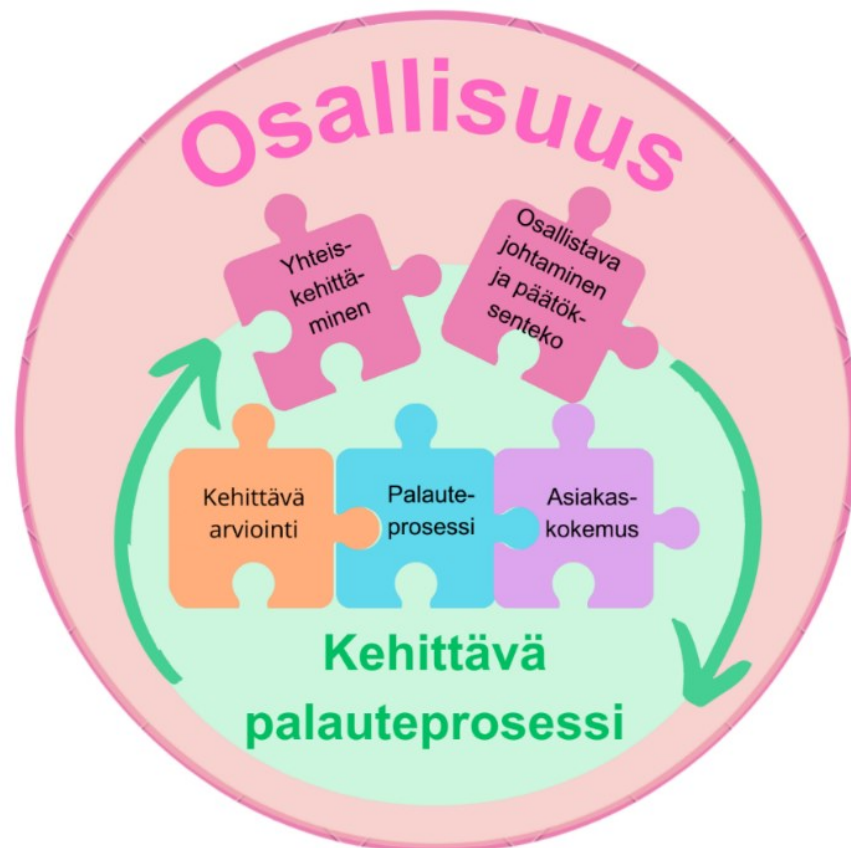 Osallisuus
Yhteis-
kehittä-
minen
Osallistava
johtaminen
ja päätök-
senteko
Kehittävä
arviointi
Palaute-
prosessi
Asiakas-
kokemus
Kehittävä
palauteprosessi